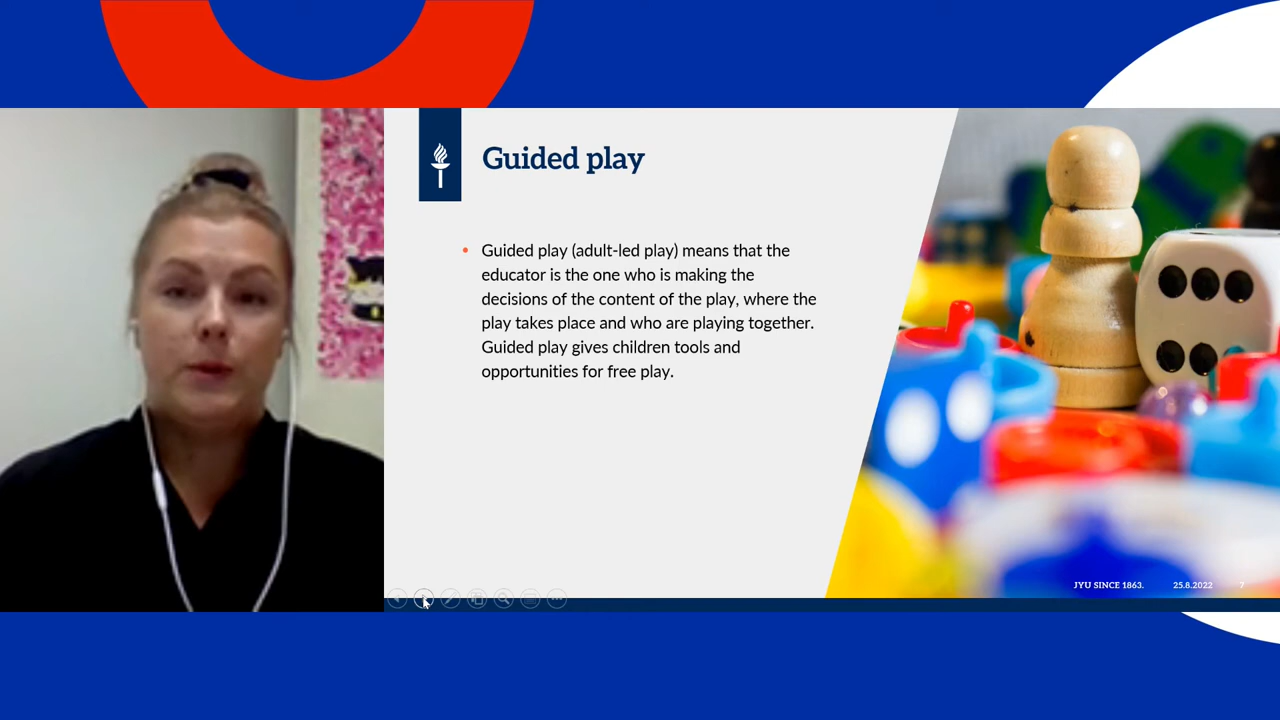 Guided play
• Guided play (adult-led play) means that the
educator is the one who is making the
decisions of the content of the play, where the
play takes place and who are playing together.
Guided play gives children tools and
opportunities for free play.
JYU SINCE 1863. 25.8.2022 7